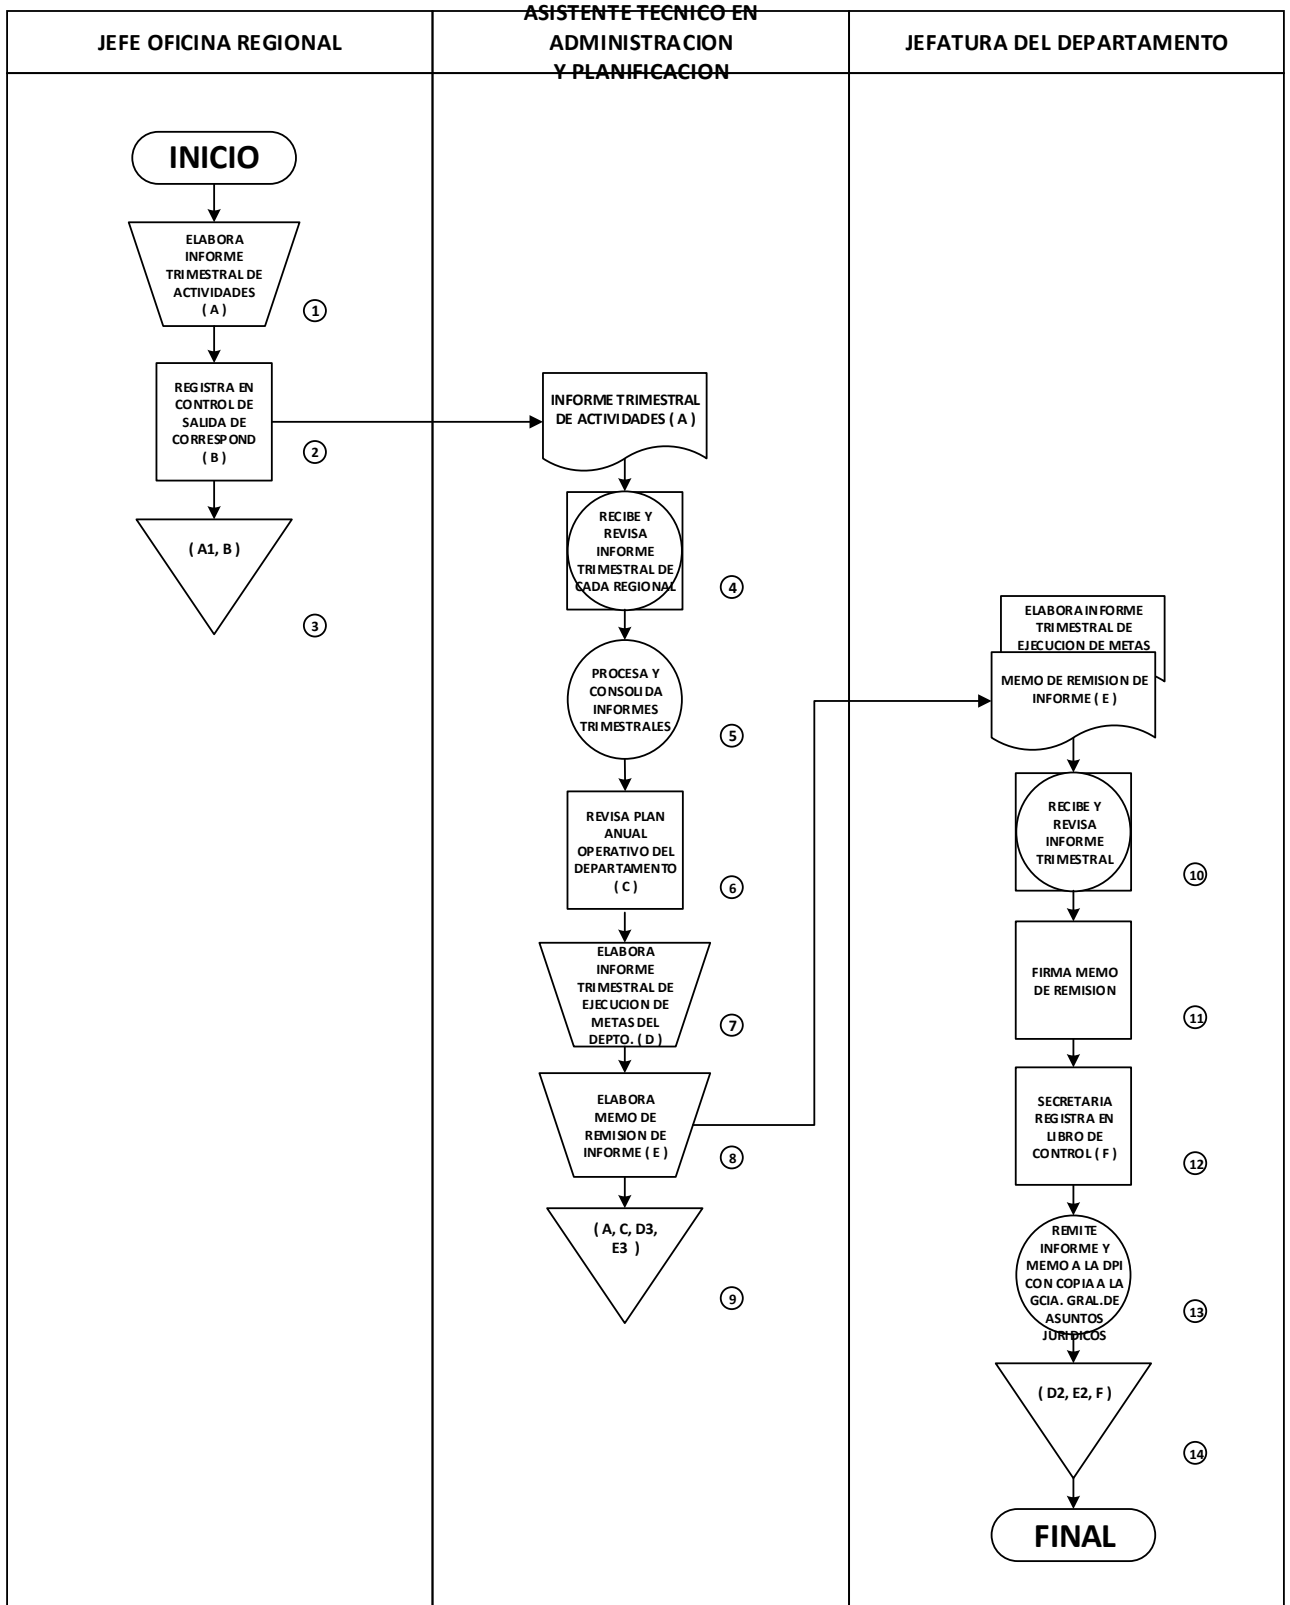 JEFE OFICINA REGIONAL
ASISTENTE TECNICO EN
ADMINISTRACION
Y PLANIFICACION
JEFATURA DEL DEPARTAMENTO
INICIO
ELABORA
INFORME
TRIMESTRAL DE
ACTIVIDADES
( A )
1
REGISTRA EN
CONTROL DE
SALIDA DE
CORRESPOND
( B )
2
( A1, B )
3
INFORME TRIMESTRAL
DE ACTIVIDADES ( A )
RECIBE Y
REVISA
INFORME
TRIMESTRAL DE
CADA REGIONAL
4
PROCESA Y
CONSOLIDA
INFORMES
TRIMESTRALES
5
REVISA PLAN
ANUAL
OPERATIVO DEL
DEPARTAMENTO
( C )
6
ELABORA
INFORME
TRIMESTRAL DE
EJECUCION DE
METAS DEL
DEPTO. ( D )
7
ELABORA
MEMO DE
REMISION DE
INFORME ( E )
8
( A, C, D3,
E3 )
9
ELABORA INFORME
TRIMESTRAL DE
EJECUCION DE METAS
MEMO DE REMISION DE
INFORME ( E )
RECIBE Y
REVISA
INFORME
TRIMESTRAL
10
FIRMA MEMO
DE REMISION
11
SECRETARIA
REGISTRA EN
LIBRO DE
CONTROL ( F )
12
REMITE
INFORME Y
MEMO A LA DPI
CON COPIA A LA
GCIA. GRAL.DE
ASUNTOS
JURIDICOS
13
( D2, E2, F )
14
FINAL